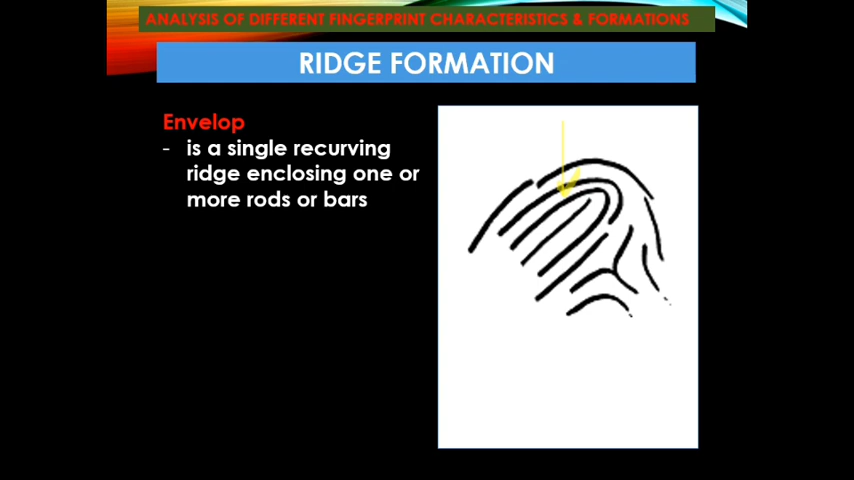 ANALYSIS OF DIFFERENT FINGERPRINT CHARACTERISTICS & FORMATIONS
RIDGE FORMATION
Envelop
- is a single recurving
ridge enclosing one or
more rods or bars